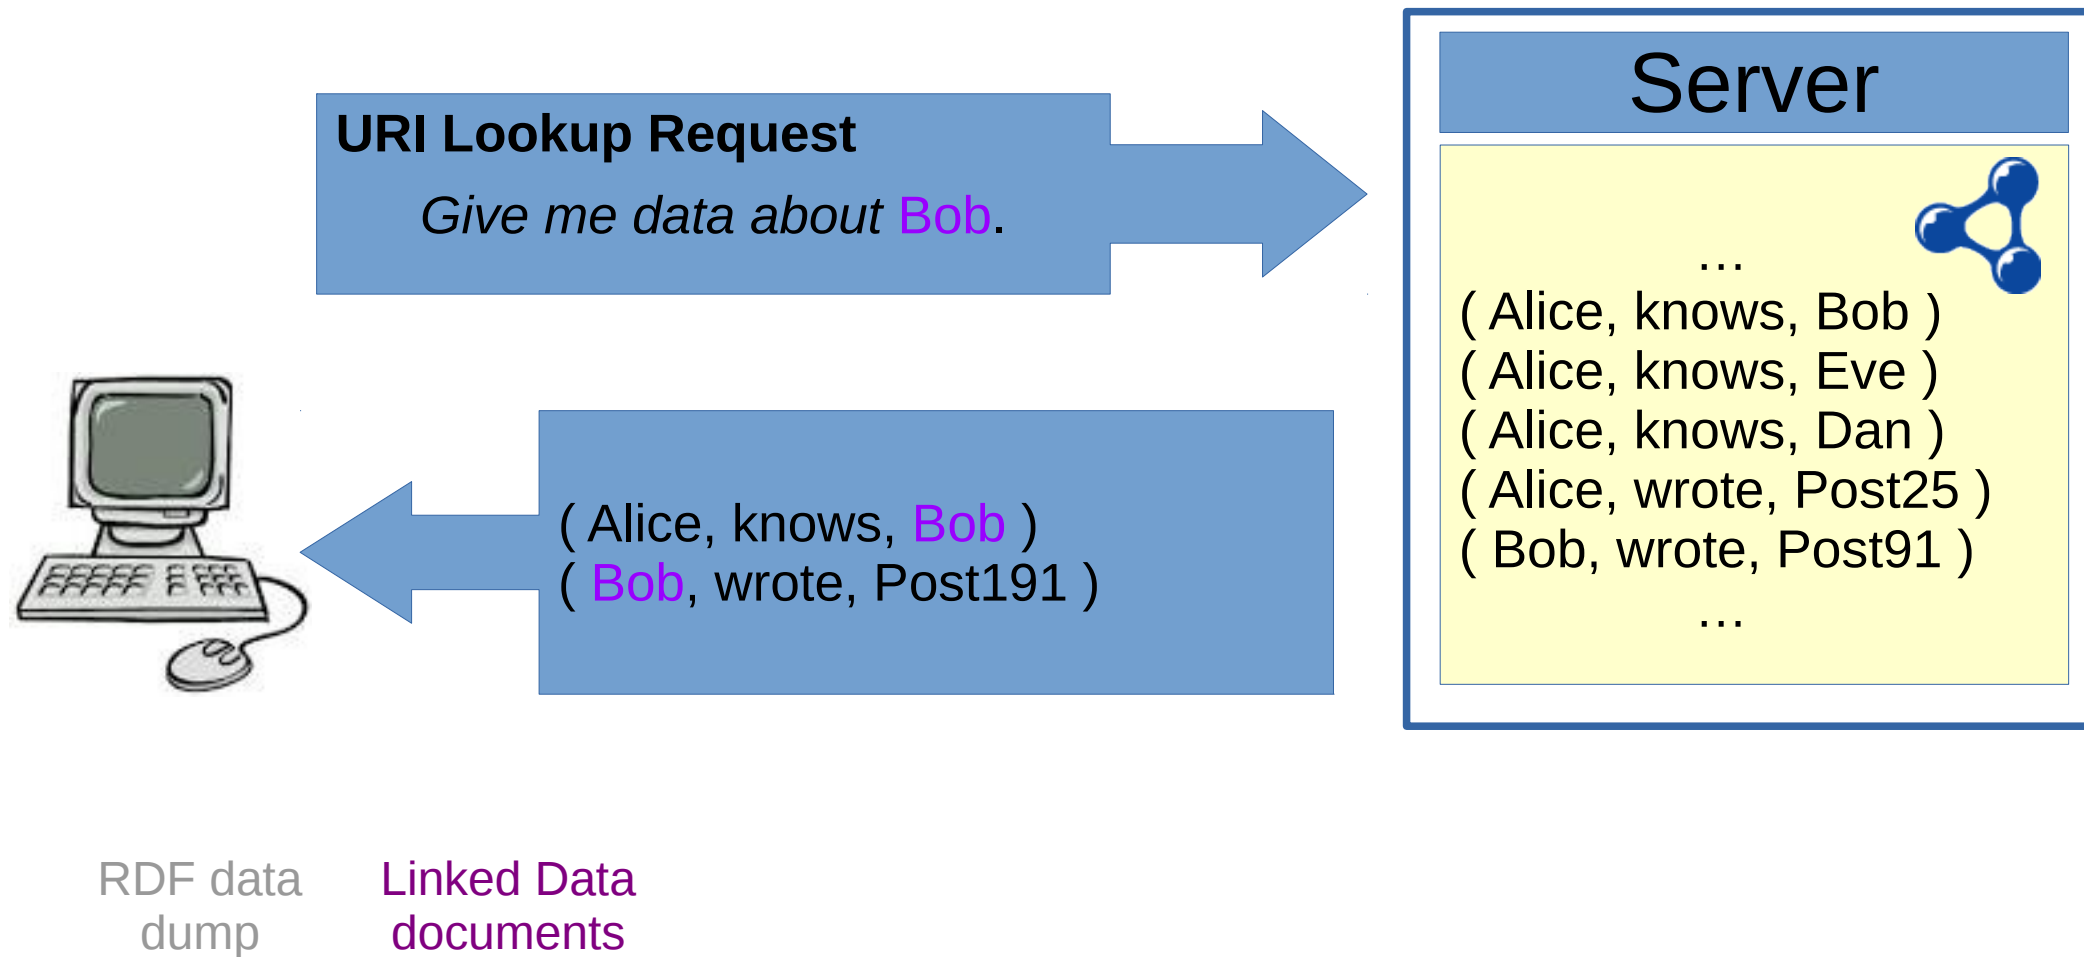 URI Lookup Request
Give me data about Bob.
Server
…
( Alice, knows, Bob )
( Alice, knows, Eve )
( Alice, knows, Dan )
( Alice, wrote, Post25 )
( Bob, wrote, Post91 )
…
( Alice, knows, Bob )
( Bob, wrote, Post191 )
RDF data
dump
Linked Data
documents